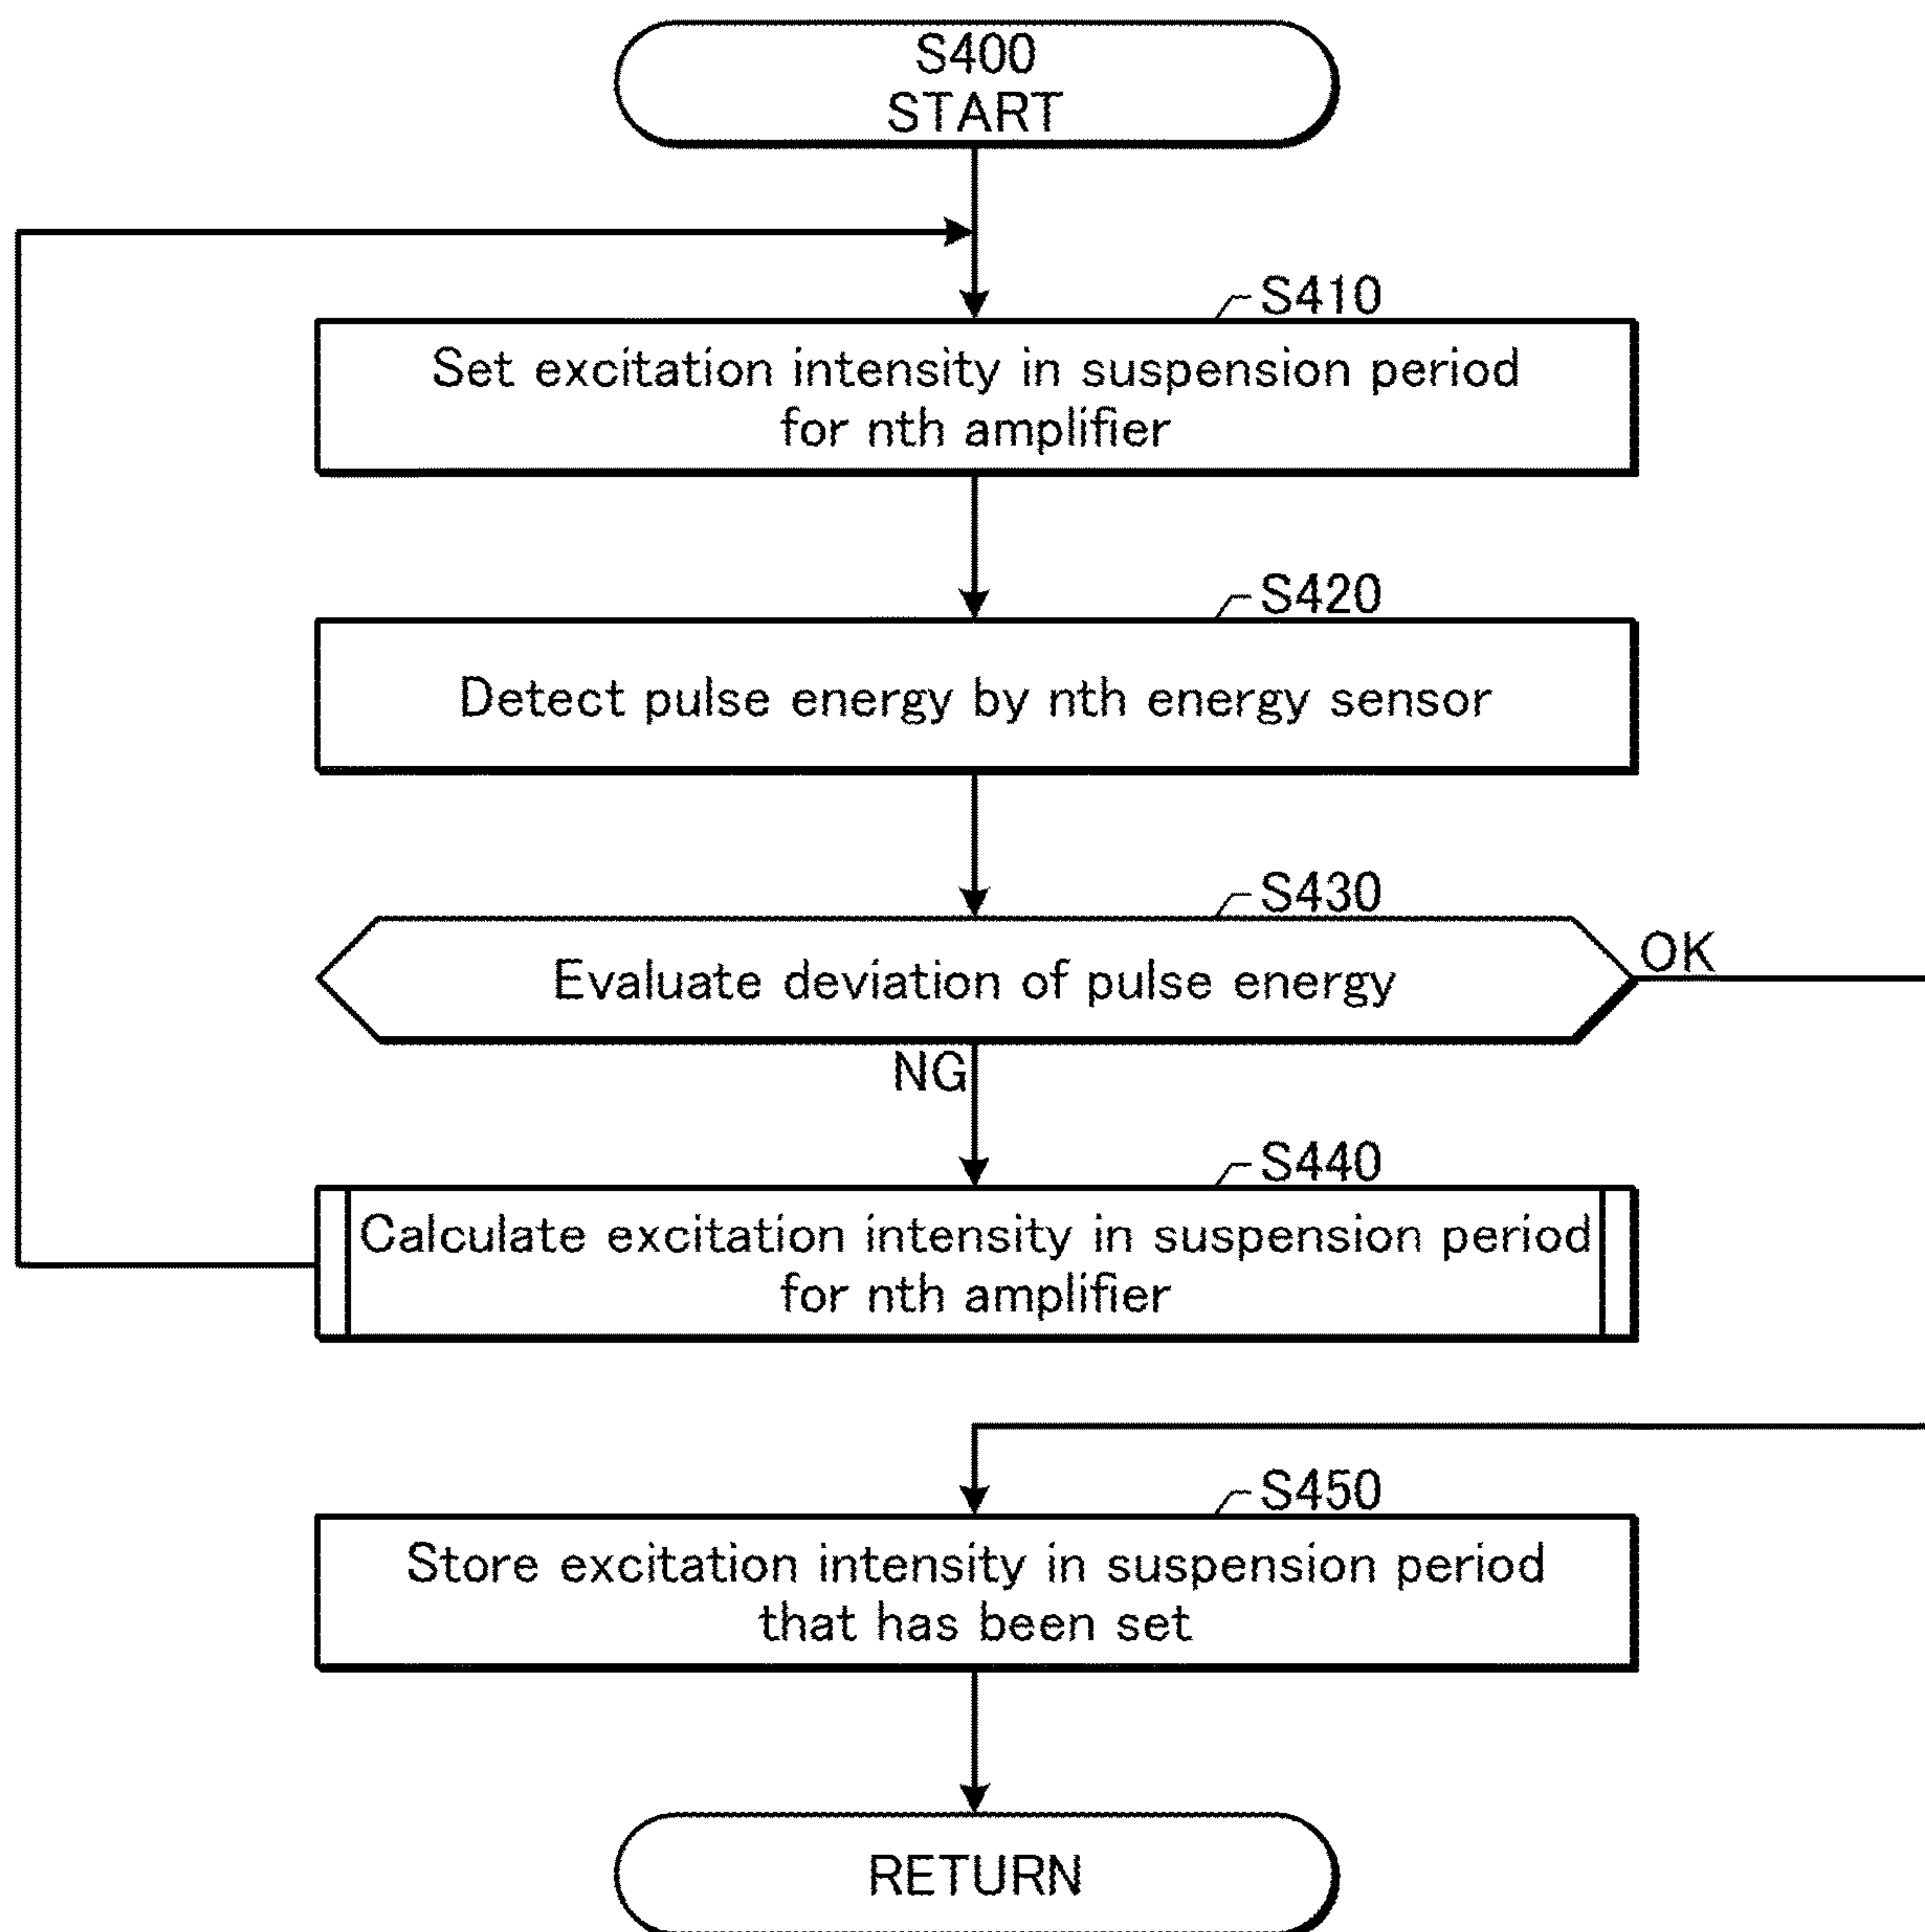 S400
START
S410
Set excitation intensity in suspension period
for nth amplifier
S420
Detect pulse energy by nth energy sensor
S430
Evaluate deviation of pulse energy
OK
NG
S440
Calculate excitation intensity in suspension period
for nth amplifier
S450
Store excitation intensity in suspension period
that has been set
RETURN